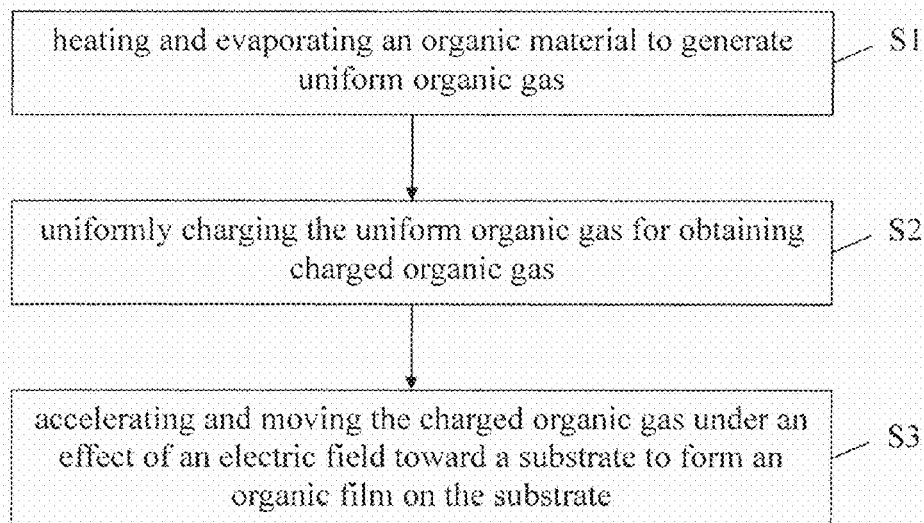 heating and evaporating an organic material to generate
uniform organic gas
S1
uniformly charging the uniform organic gas for obtaining
charged organic gas
S2
accelerating and moving the charged organic gas under an
effect of an electric field toward a substrate to form an
organic film on the substrate
S3